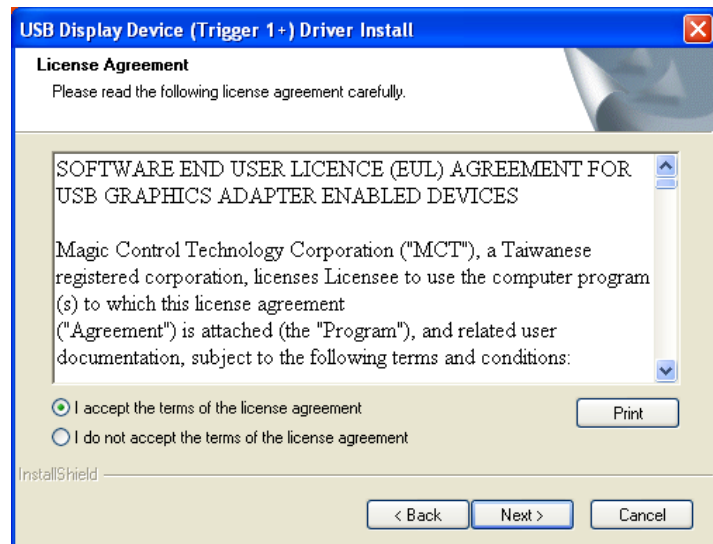 USB Display Device (Trigger 1+) Driver Install
License Agreement
Please read the following license agreement carefully.
SOFTWARE END USER LICENCE (EUL) AGREEMENT FOR
USB GRAPHICS ADAPTER ENABLED DEVICES
Magic Control Technology Corporation ("MCT"), a Taiwanese
registered corporation, licenses Licensee to use the computer program
(s) to which this license agreement
("Agreement") is attached (the "Program"), and related user
documentation, subject to the following terms and conditions:
I accept the terms of the license agreement
Print
I do not accept the terms of the license agreement
InstallShield
< Back
Next >
Cancel